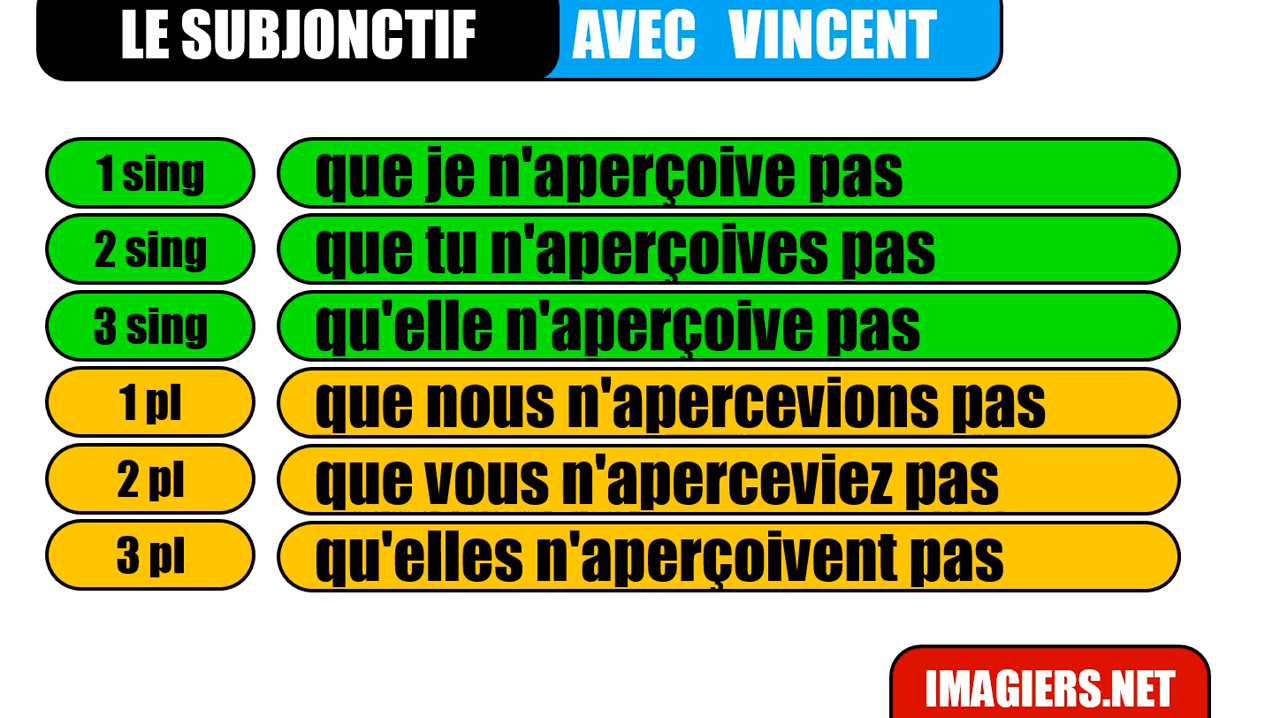 LE SUBJONCTIF AVEC VINCENT
1 sing que je n'aperçoive pas
2 sing que tu n'aperçoives pas
3 sing qu'elle n'aperçoive pas
1 pl que nous n'apercevions pas
2 pl que vous n'aperceviez pas
3 pl qu'elles n'aperçoivent pas
IMAGIERS.NET